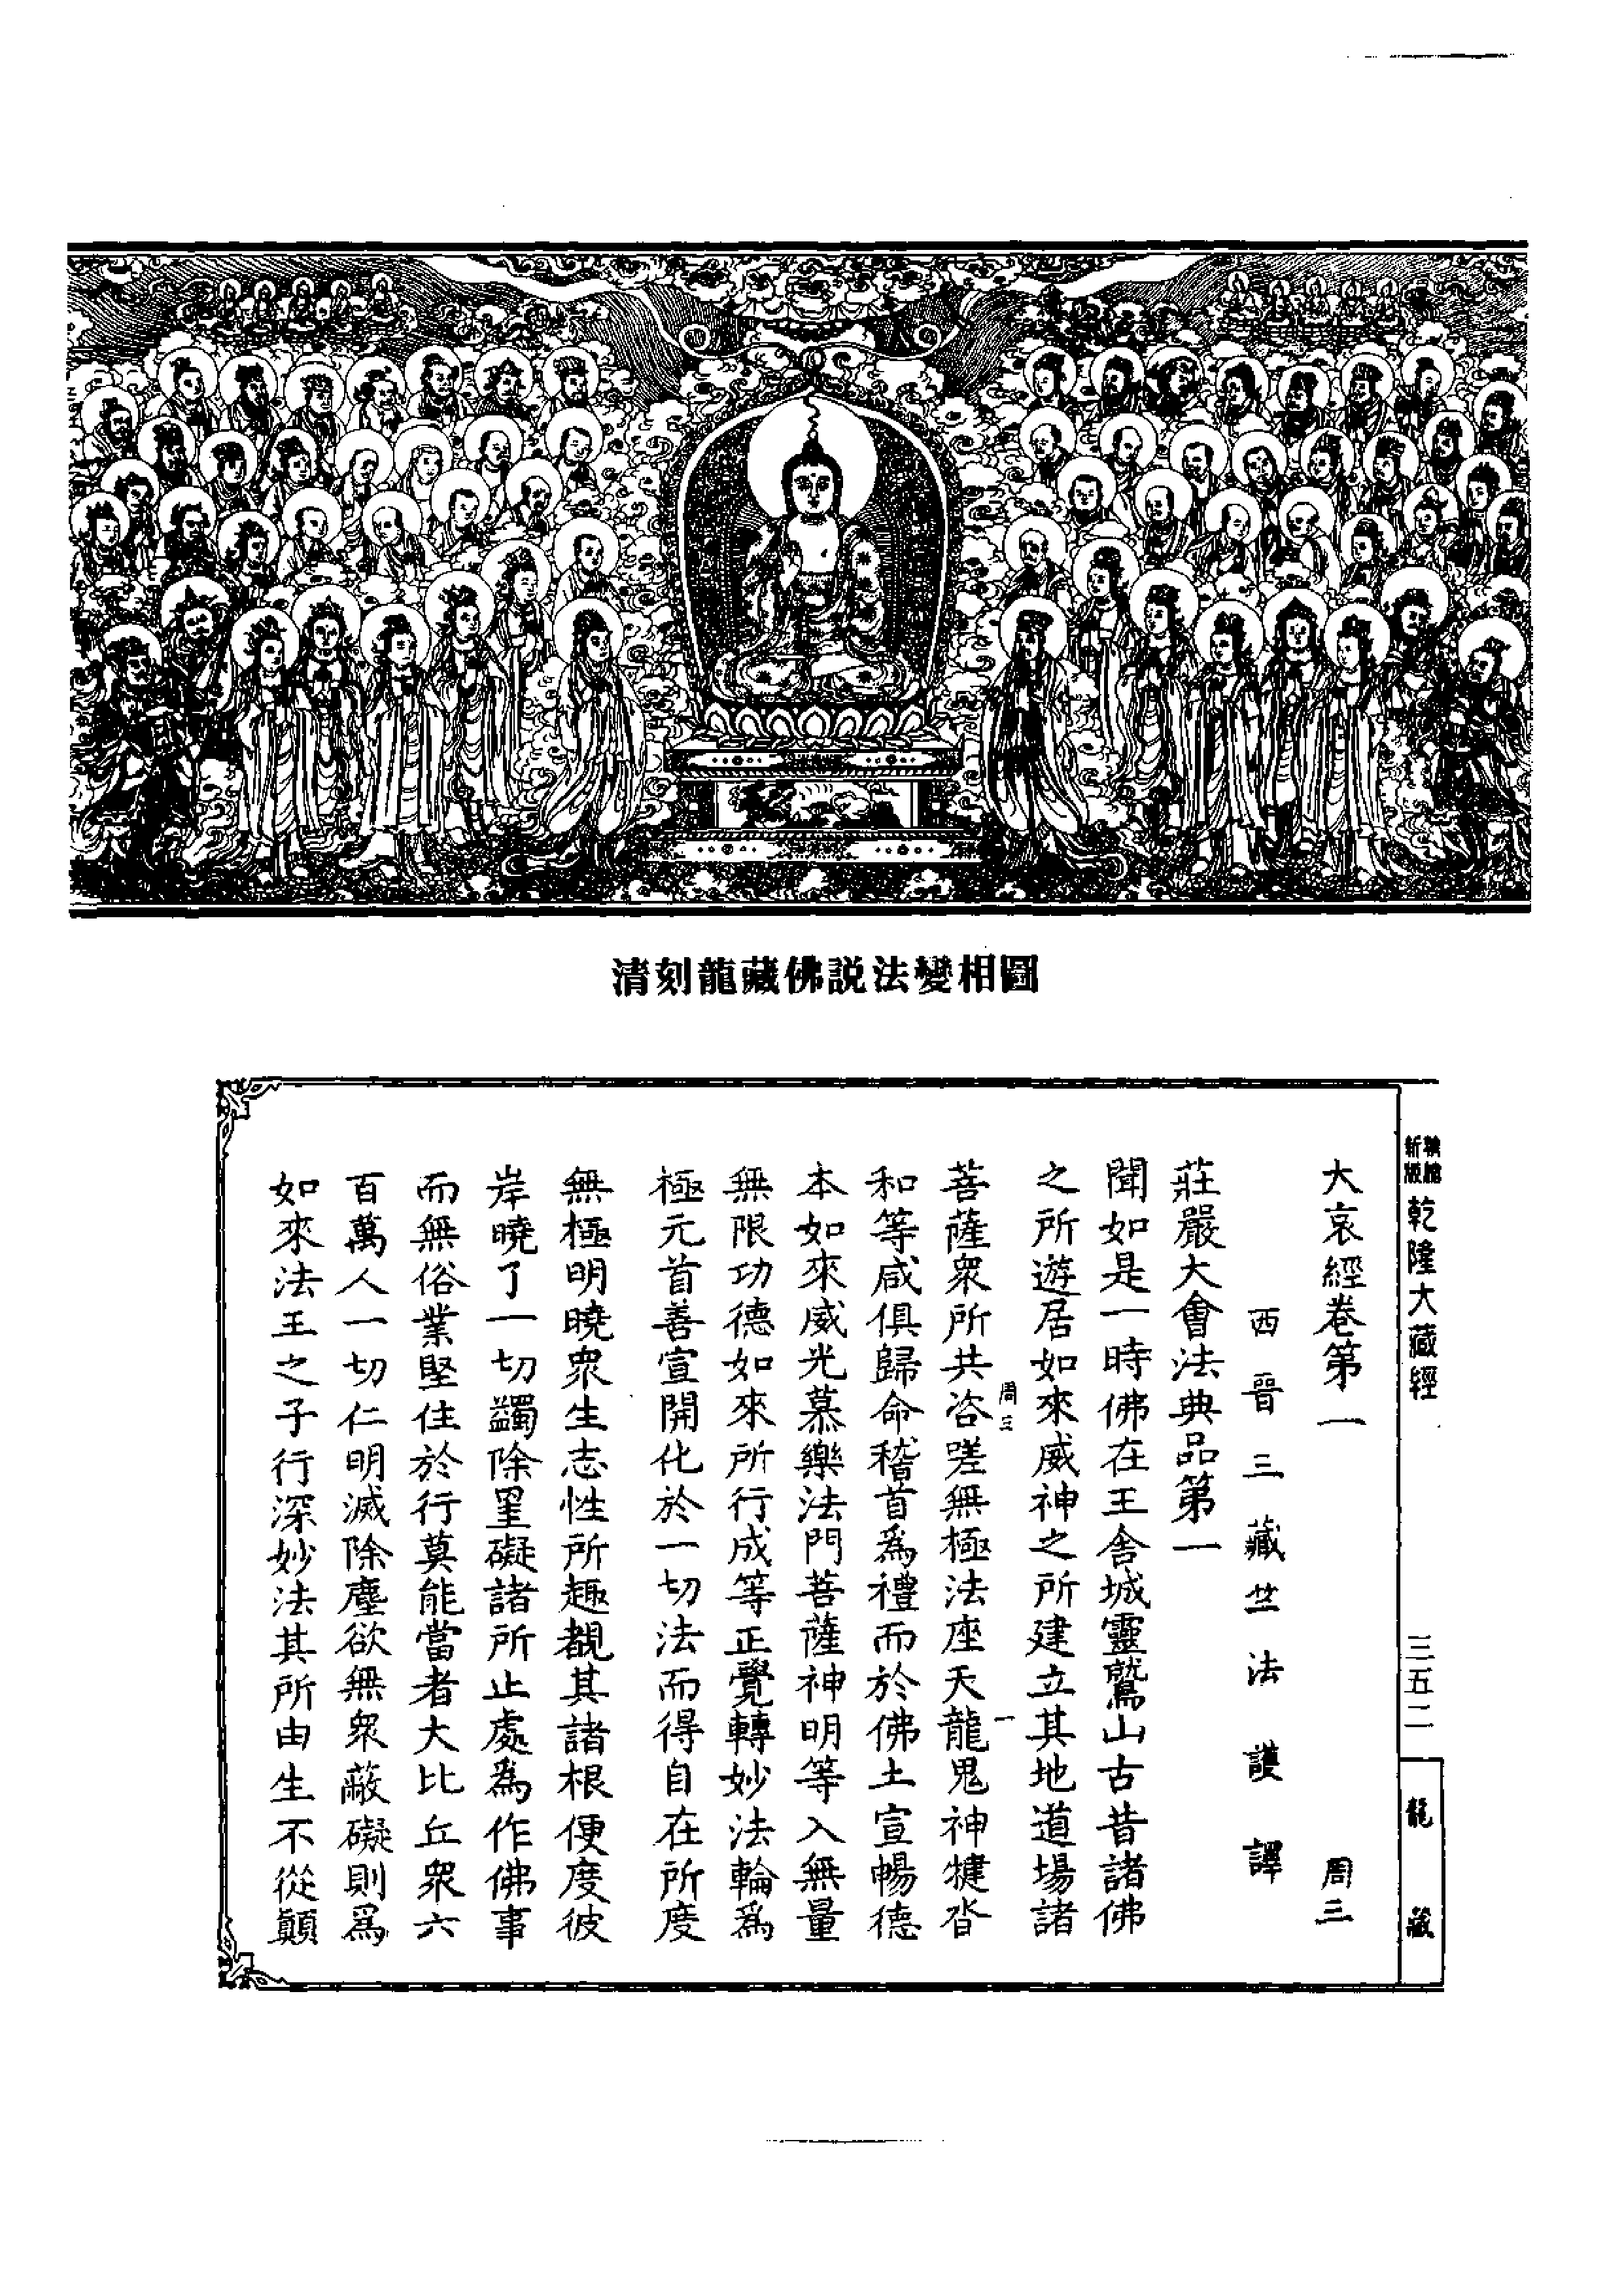 清刻龍藏佛説法變相圖
新版
乾隆大藏經
三五二
龍藏
大哀經卷第一 周三
西晉三藏竺法護譯
莊嚴大會法典品第一
聞如是一時佛在王舍城靈鷲山古昔諸佛
之所遊居如來威神之所建立其地道場諸
周三 一
菩薩眾所共咨嗟無極法座天龍鬼神犍沓
和等咸俱歸命稽首爲禮而於佛土宣暢德
本如來威光慕樂法門菩薩神明等入無量
無限功德如來所行成等正覺轉妙法輪爲
極元首善宣開化於一切法而得自在所度
無極明曉眾生志性所趣覩其諸根便度彼
岸曉了一切蠲除罣礙諸所止處為作佛事
而無俗業堅住於行莫能當者大比丘眾六
百萬人一切仁明滅除塵欲無眾蔽礙則爲
如來法王之子行深妙法其所由生不從顛